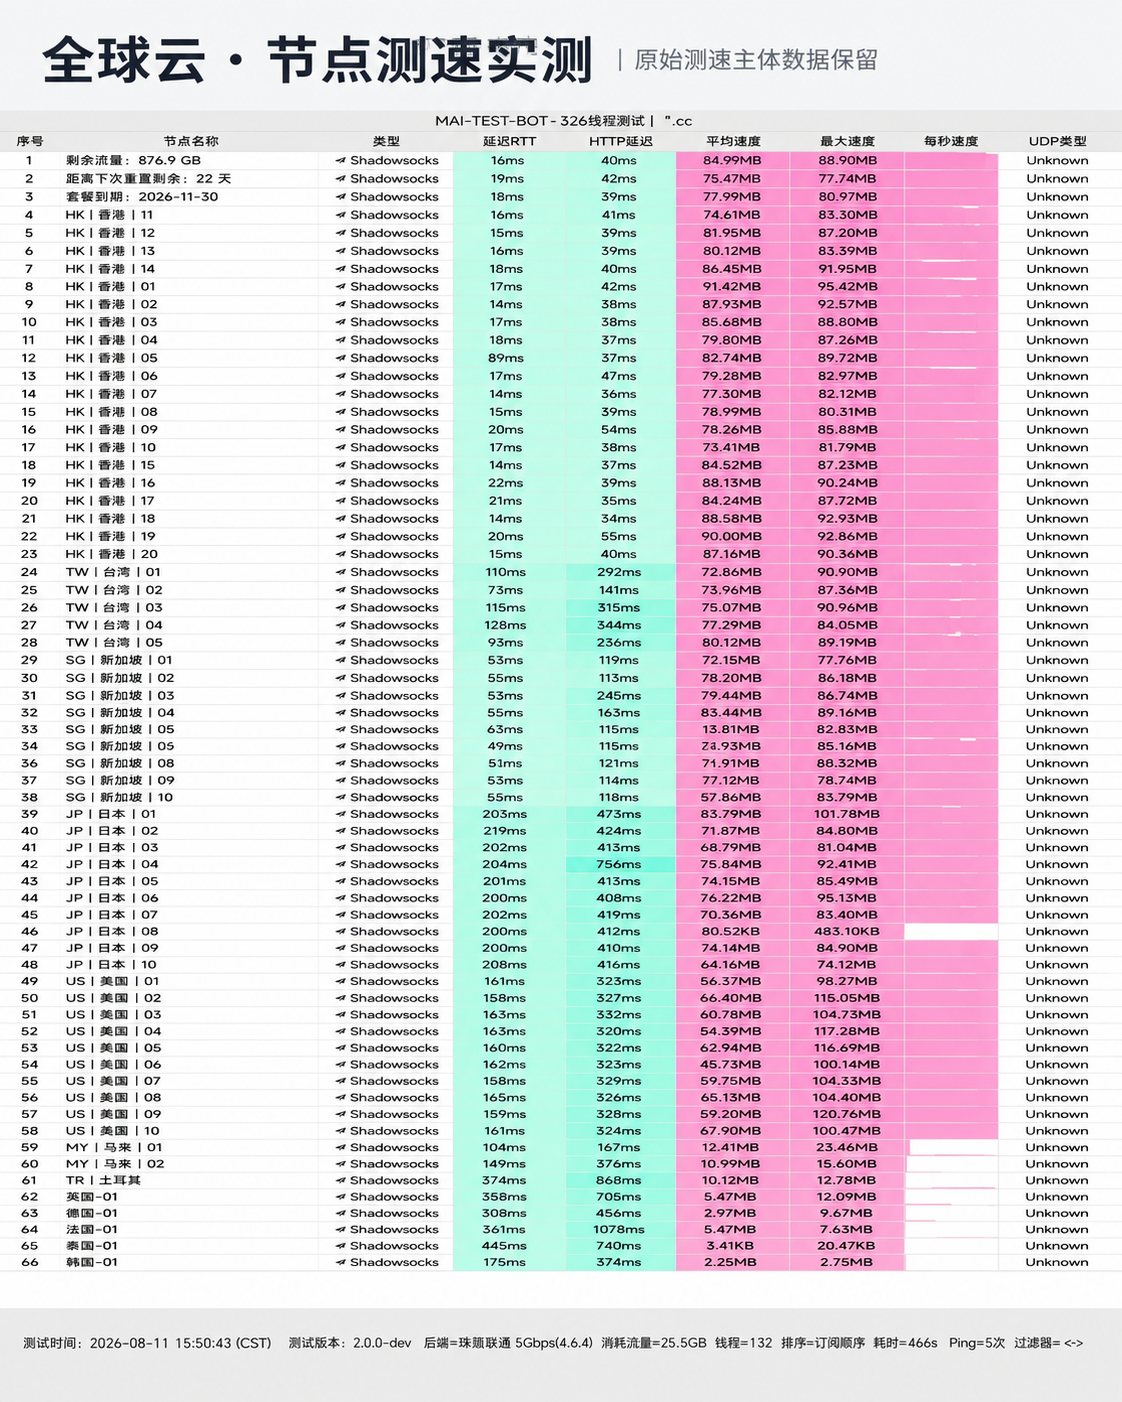 全球云·节点测速实测 | 原始测速主体数据保留
MAI-TEST-BOT - 326线程测试 | ".cc
序号 节点名称 类型 延迟RTT HTTP延迟 平均速度 最大速度 每秒速度 UDP类型
1 剩余流量：876.9 GB Shadowsocks 16ms 40ms 84.99MB 88.90MB Unknown
2 距离下次重置剩余：22 天 Shadowsocks 19ms 42ms 75.47MB 77.74MB Unknown
3 套餐到期：2026-11-30 Shadowsocks 18ms 39ms 77.99MB 80.97MB Unknown
4 HK | 香港 | 11 Shadowsocks 16ms 41ms 74.61MB 83.30MB Unknown
5 HK | 香港 | 12 Shadowsocks 15ms 39ms 81.95MB 87.20MB Unknown
6 HK | 香港 | 13 Shadowsocks 16ms 39ms 80.12MB 83.39MB Unknown
7 HK | 香港 | 14 Shadowsocks 18ms 40ms 86.45MB 91.95MB Unknown
8 HK | 香港 | 01 Shadowsocks 17ms 42ms 91.42MB 95.42MB Unknown
9 HK | 香港 | 02 Shadowsocks 14ms 38ms 87.93MB 92.57MB Unknown
10 HK | 香港 | 03 Shadowsocks 17ms 38ms 85.68MB 88.80MB Unknown
11 HK | 香港 | 04 Shadowsocks 18ms 37ms 79.80MB 87.26MB Unknown
12 HK | 香港 | 05 Shadowsocks 89ms 37ms 82.74MB 89.72MB Unknown
13 HK | 香港 | 06 Shadowsocks 17ms 47ms 79.28MB 82.97MB Unknown
14 HK | 香港 | 07 Shadowsocks 14ms 36ms 77.30MB 82.12MB Unknown
15 HK | 香港 | 08 Shadowsocks 15ms 39ms 78.99MB 80.31MB Unknown
16 HK | 香港 | 09 Shadowsocks 20ms 54ms 78.26MB 85.88MB Unknown
17 HK | 香港 | 10 Shadowsocks 17ms 38ms 73.41MB 81.79MB Unknown
18 HK | 香港 | 15 Shadowsocks 14ms 37ms 84.52MB 87.23MB Unknown
19 HK | 香港 | 16 Shadowsocks 22ms 39ms 88.13MB 90.24MB Unknown
20 HK | 香港 | 17 Shadowsocks 21ms 35ms 84.24MB 87.72MB Unknown
21 HK | 香港 | 18 Shadowsocks 14ms 34ms 88.58MB 92.93MB Unknown
22 HK | 香港 | 19 Shadowsocks 20ms 55ms 90.00MB 92.86MB Unknown
23 HK | 香港 | 20 Shadowsocks 15ms 40ms 87.16MB 90.36MB Unknown
24 TW | 台湾 | 01 Shadowsocks 110ms 292ms 72.86MB 90.90MB Unknown
25 TW | 台湾 | 02 Shadowsocks 73ms 141ms 73.96MB 87.36MB Unknown
26 TW | 台湾 | 03 Shadowsocks 115ms 315ms 75.07MB 90.96MB Unknown
27 TW | 台湾 | 04 Shadowsocks 128ms 344ms 77.29MB 84.05MB Unknown
28 TW | 台湾 | 05 Shadowsocks 93ms 236ms 80.12MB 89.19MB Unknown
29 SG | 新加坡 | 01 Shadowsocks 53ms 119ms 72.15MB 77.76MB Unknown
30 SG | 新加坡 | 02 Shadowsocks 55ms 113ms 78.20MB 86.18MB Unknown
31 SG | 新加坡 | 03 Shadowsocks 53ms 245ms 79.44MB 86.74MB Unknown
32 SG | 新加坡 | 04 Shadowsocks 55ms 163ms 83.44MB 89.16MB Unknown
33 SG | 新加坡 | 05 Shadowsocks 63ms 115ms 13.81MB 82.83MB Unknown
34 SG | 新加坡 | Shadowsocks 49ms 115ms 85.16MB Unknown
36 SG | 新加坡 | 08 Shadowsocks 51ms 121ms 71.91MB 88.32MB Unknown
37 SG | 新加坡 | 09 Shadowsocks 53ms 114ms 77.12MB 78.74MB Unknown
38 SG | 新加坡 | 10 Shadowsocks 55ms 118ms 57.86MB 83.79MB Unknown
39 JP | 日本 | 01 Shadowsocks 203ms 473ms 83.79MB 101.78MB Unknown
40 JP | 日本 | 02 Shadowsocks 219ms 424ms 71.87MB 84.80MB Unknown
41 JP | 日本 | 03 Shadowsocks 202ms 413ms 68.79MB 81.04MB Unknown
42 JP | 日本 | 04 Shadowsocks 204ms 756ms 75.84MB 92.41MB Unknown
43 JP | 日本 | 05 Shadowsocks 201ms 413ms 74.15MB 85.49MB Unknown
44 JP | 日本 | 06 Shadowsocks 200ms 408ms 76.22MB 95.13MB Unknown
45 JP | 日本 | 07 Shadowsocks 202ms 419ms 70.36MB 83.40MB Unknown
46 JP | 日本 | 08 Shadowsocks 200ms 412ms 80.52KB 483.10KB Unknown
47 JP | 日本 | 09 Shadowsocks 200ms 410ms 74.14MB 84.90MB Unknown
48 JP | 日本 | 10 Shadowsocks 208ms 416ms 64.16MB 74.12MB Unknown
49 US | 美国 | 01 Shadowsocks 161ms 323ms 56.37MB 98.27MB Unknown
50 US | 美国 | 02 Shadowsocks 158ms 327ms 66.40MB 115.05MB Unknown
51 US | 美国 | 03 Shadowsocks 163ms 332ms 60.78MB 104.73MB Unknown
52 US | 美国 | 04 Shadowsocks 163ms 320ms 54.39MB 117.28MB Unknown
53 US | 美国 | 05 Shadowsocks 160ms 322ms 62.94MB 116.69MB Unknown
54 US | 美国 | 06 Shadowsocks 162ms 323ms 45.73MB 100.14MB Unknown
55 US | 美国 | 07 Shadowsocks 158ms 329ms 59.75MB 104.33MB Unknown
56 US | 美国 | 08 Shadowsocks 165ms 326ms 65.13MB 104.40MB Unknown
57 US | 美国 | 09 Shadowsocks 159ms 328ms 59.20MB 120.76MB Unknown
58 US | 美国 | 10 Shadowsocks 161ms 324ms 67.90MB 100.47MB Unknown
59 MY | 马来 | 01 Shadowsocks 104ms 167ms 12.41MB 23.46MB Unknown
60 MY | 马来 | 02 Shadowsocks 149ms 376ms 10.99MB 15.60MB Unknown
61 TR | 土耳其 Shadowsocks 374ms 868ms 10.12MB 12.78MB Unknown
62 英国-01 Shadowsocks 358ms 705ms 5.47MB 12.09MB Unknown
63 德国-01 Shadowsocks 308ms 456ms 2.97MB 9.67MB Unknown
64 法国-01 Shadowsocks 361ms 1078ms 5.47MB 7.63MB Unknown
65 泰国-01 Shadowsocks 445ms 740ms 3.41KB 20.47KB Unknown
66 韩国-01 Shadowsocks 175ms 374ms 2.25MB 2.75MB Unknown
测试时间：2026-08-11 15:50:43 (CST) 测试版本：2.0.0-dev 后端=联通 5Gbps(4.6.4) 消耗流量=25.5GB 线程=132 排序=订阅顺序 耗时=466s Ping=5次 过滤器= <->